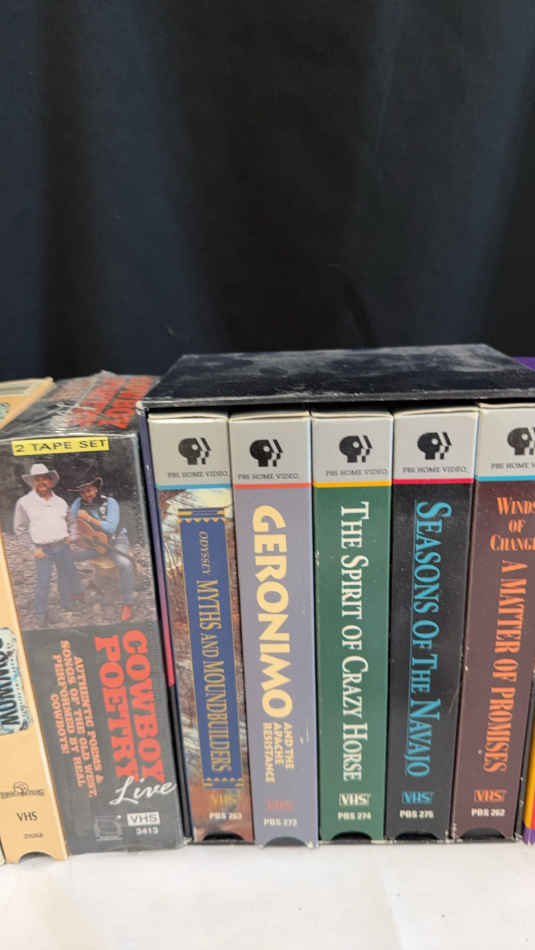 VHS
2 TAPE SET
COWBOY
POETRY
Live
AUTHENTIC POEMS &
SONGS OF THE OLD WEST,
PERFORMED BY REAL
COWBOYS!
VHS
3413
PBS HOME VIDEO
ODYSSEY
MYTHS AND MOUNDBUILDERS
VHS
PBS 263
PBS HOME VIDEO
GERONIMO
AND THE
APACHE
RESISTANCE
VHS
PBS 273
PBS HOME VIDEO
THE SPIRIT OF CRAZY HORSE
VHS
PBS 274
PBS HOME VIDEO
SEASONS OF THE NAVAJO
VHS
PBS 275
PBS HOME VIDEO
WINDS
OF
CHANGE
A MATTER OF PROMISES
VHS
PBS 262